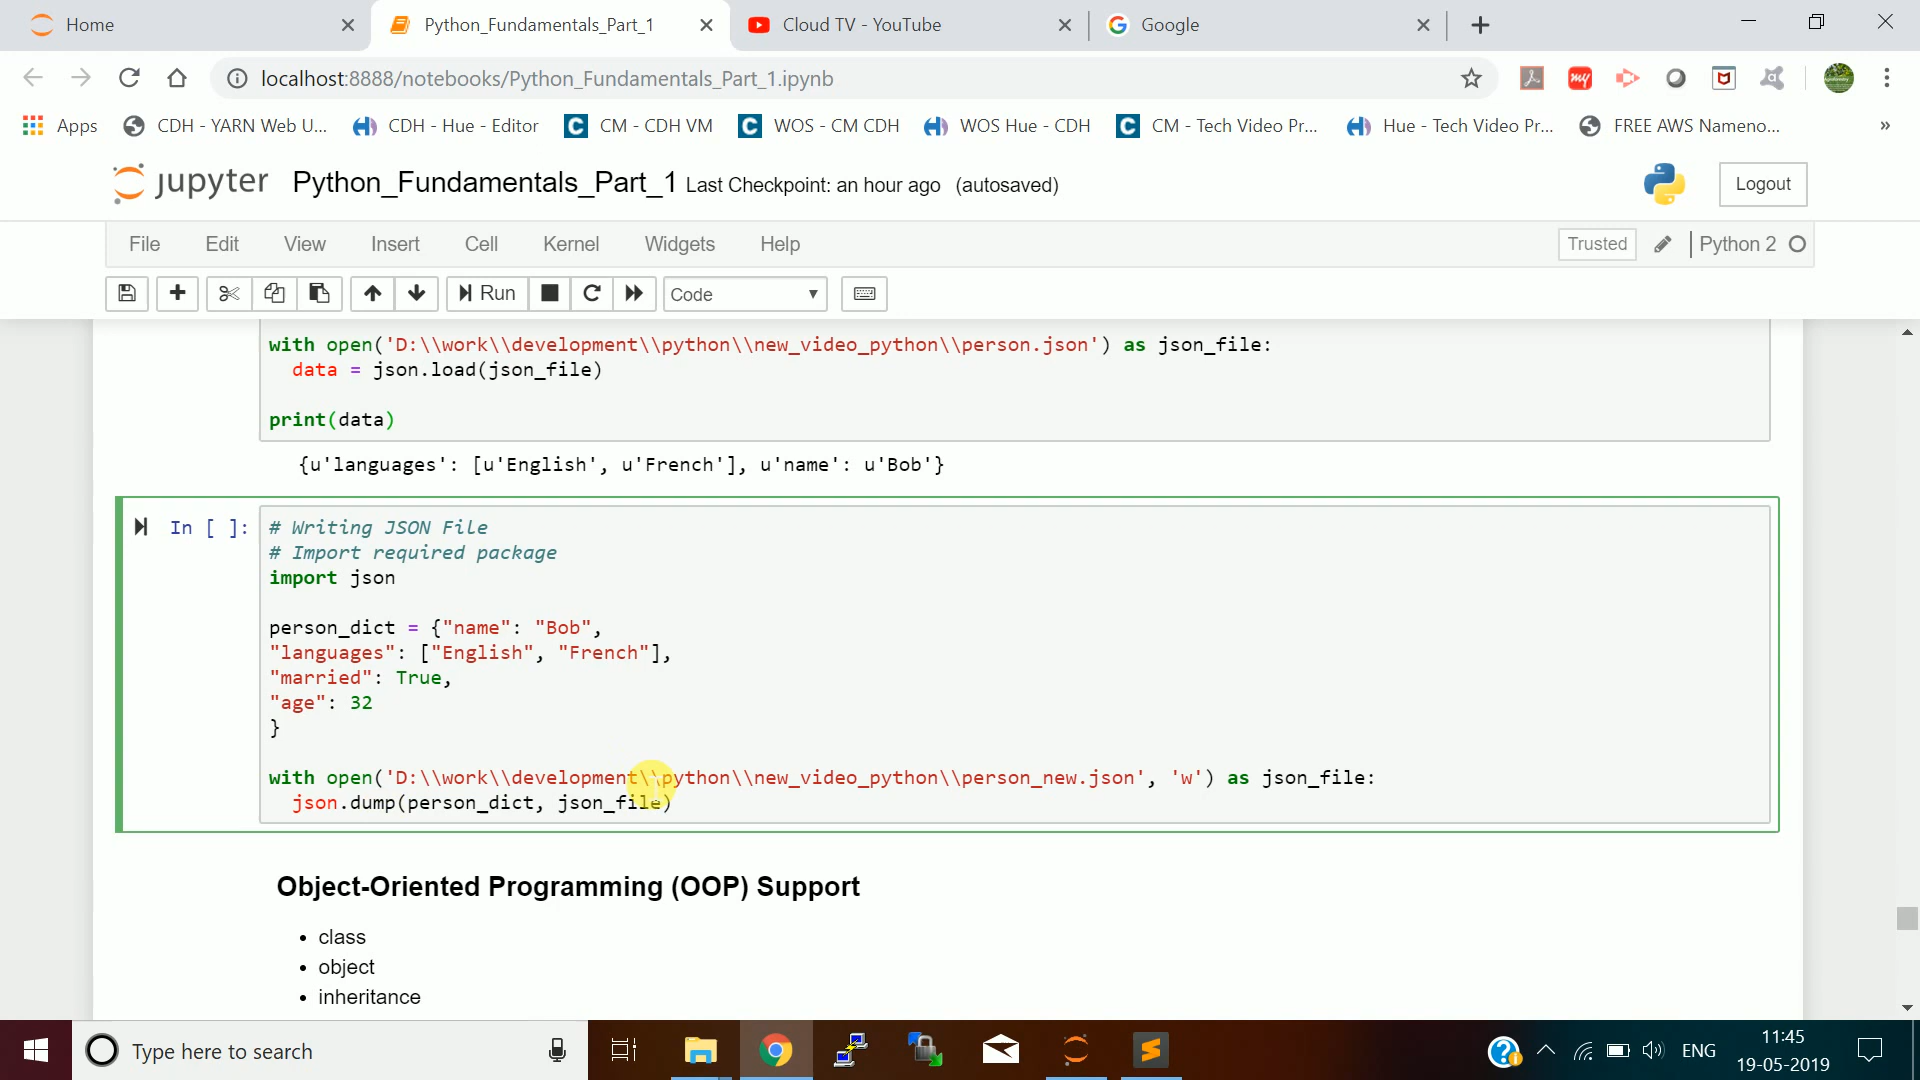 Home
Python_Fundamentals_Part_1
Cloud TV - YouTube
Google
localhost:8888/notebooks/Python_Fundamentals_Part_1.ipynb
my
Apps
CDH - YARN Web U...
CDH - Hue - Editor
C CM - CDH VM
C WOS - CM CDH
WOS Hue - CDH
C CM - Tech Video Pr...
Hue - Tech Video Pr...
FREE AWS Nameno...
»
jupyter Python_Fundamentals_Part_1 Last Checkpoint: an hour ago (autosaved)
Logout
File Edit View Insert Cell Kernel Widgets Help
Trusted
Python 2
Run
Code
with open('D:\\work\\development\\python\\new_video_python\\person.json') as json_file:
data = json.load(json_file)
print(data)
{u'languages': [u'English', u'French'], u'name': u'Bob'}
In [ ]:
# Writing JSON File
# Import required package
import json
person_dict = {"name": "Bob",
"languages": ["English", "French"],
"married": True,
"age": 32
}
with open('D:\\work\\development\\python\\new_video_python\\person_new.json', 'w') as json_file:
json.dump(person_dict, json_file)
Object-Oriented Programming (OOP) Support
• class
• object
• inheritance
Type here to search
ENG
11:45
19-05-2019